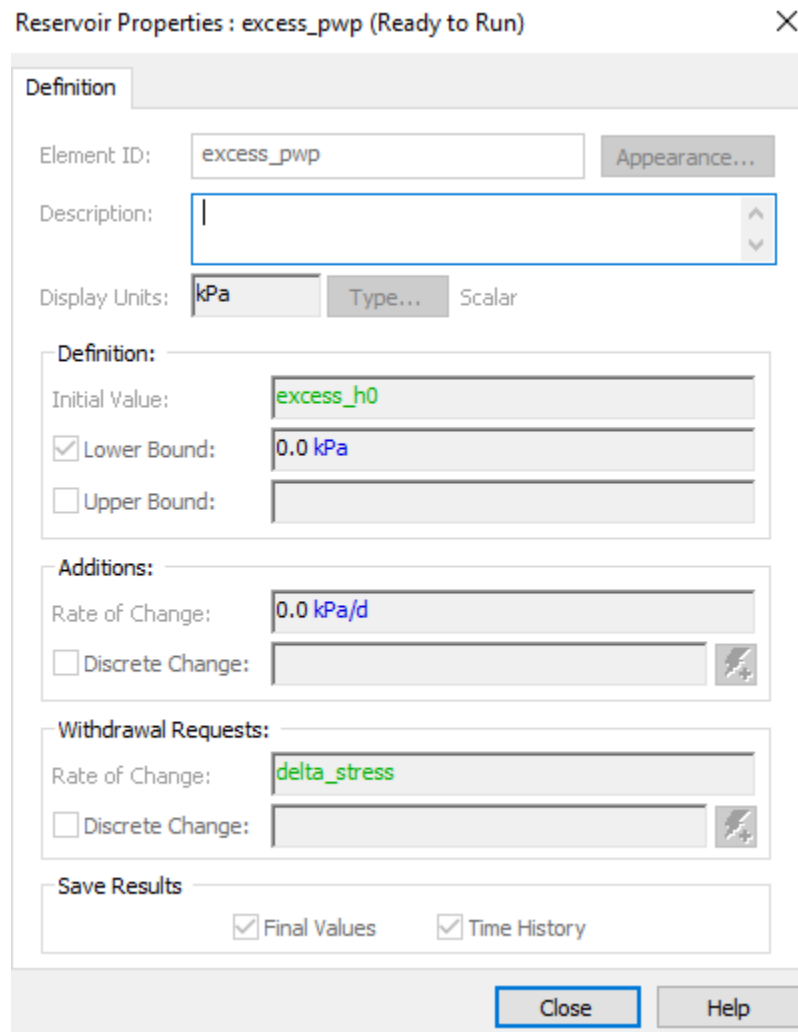 Reservoir Properties : excess_pwp (Ready to Run)
Definition
Element ID: excess_pwp Appearance...
Description:
Display Units: kPa Type... Scalar
Definition:
Initial Value: excess_h0
Lower Bound: 0.0 kPa
Upper Bound:
Additions:
Rate of Change: 0.0 kPa/d
Discrete Change:
Withdrawal Requests:
Rate of Change: delta_stress
Discrete Change:
Save Results
Final Values Time History
Close Help